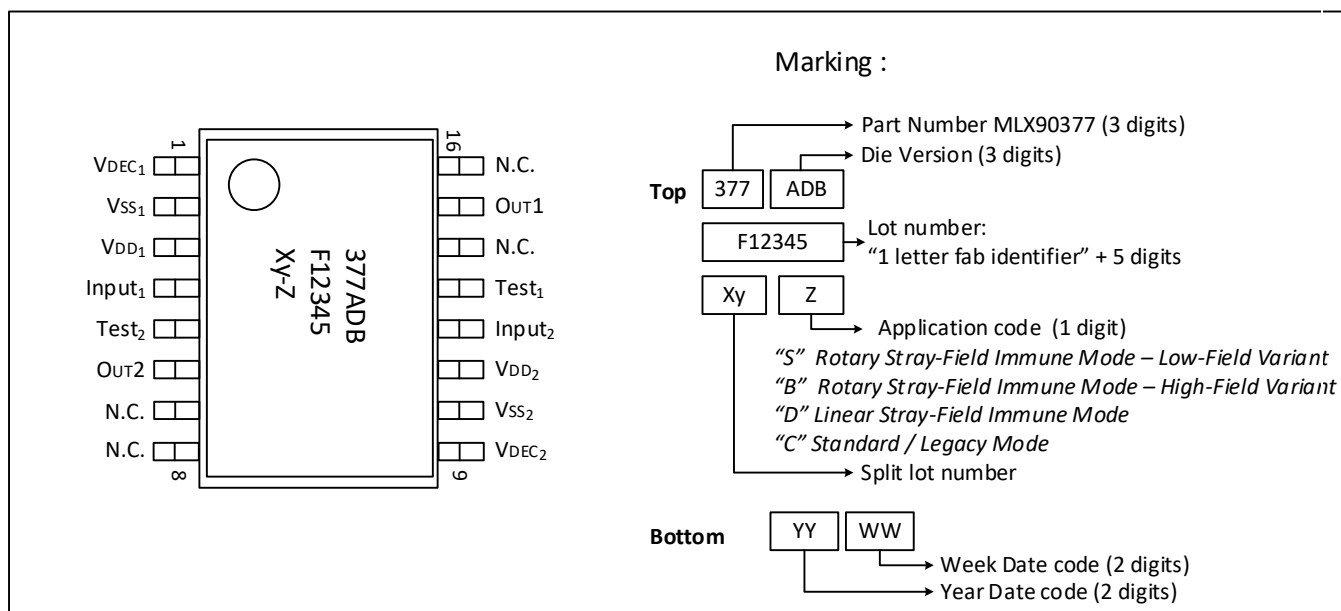 Marking :
1
16
VDEC1
N.C.
VSS1
OUT1
VDD1
N.C.
Input1
Test1
Test2
Input2
OUT2
VDD2
N.C.
VSS2
N.C.
VDEC2
8
9
377ADB
F12345
Xy-Z
Part Number MLX90377 (3 digits)
Die Version (3 digits)
Top 377 ADB
F12345
Lot number:
“1 letter fab identifier” + 5 digits
Xy Z
Application code (1 digit)
“S” Rotary Stray-Field Immune Mode – Low-Field Variant
“B” Rotary Stray-Field Immune Mode – High-Field Variant
“D” Linear Stray-Field Immune Mode
“C” Standard / Legacy Mode
Split lot number
Bottom YY WW
Week Date code (2 digits)
Year Date code (2 digits)